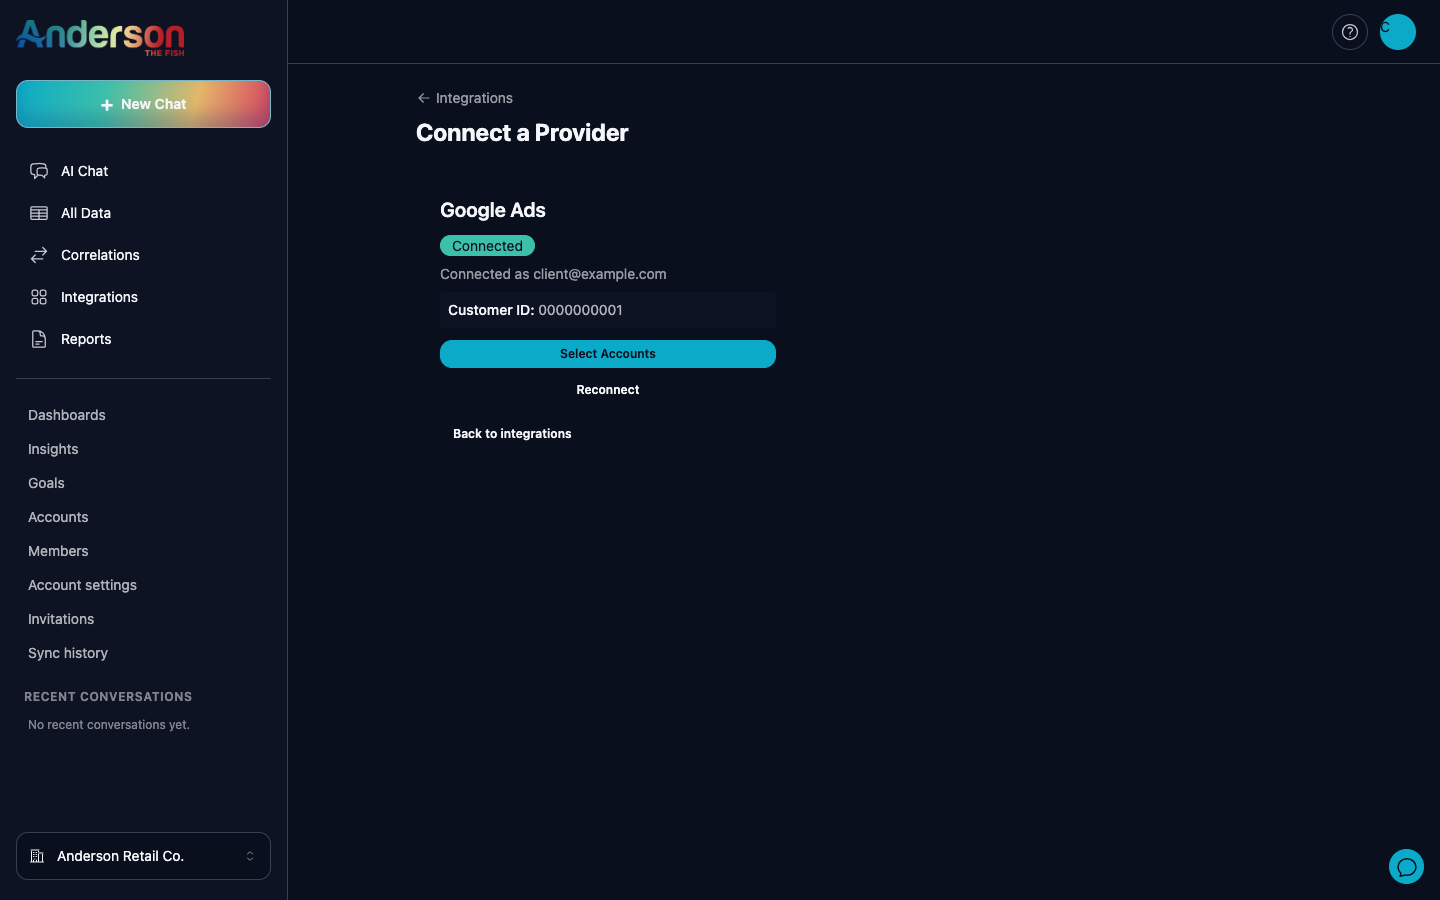 Anderson
THE FISH
+ New Chat
AI Chat
All Data
Correlations
Integrations
Reports
Dashboards
Insights
Goals
Accounts
Members
Account settings
Invitations
Sync history
RECENT CONVERSATIONS
No recent conversations yet.
Anderson Retail Co.
C
← Integrations
Connect a Provider
Google Ads
Connected
Connected as client@example.com
Customer ID: 0000000001
Select Accounts
Reconnect
Back to integrations